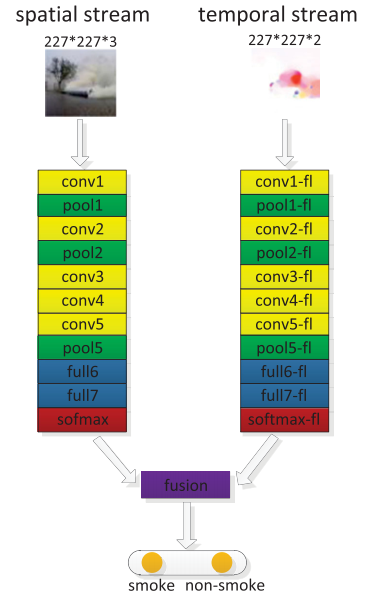 spatial stream
227*227*3
conv1
pool1
conv2
pool2
conv3
conv4
conv5
pool5
full6
full7
sofmax
temporal stream
227*227*2
conv1-fl
pool1-fl
conv2-fl
pool2-fl
conv3-fl
conv4-fl
conv5-fl
pool5-fl
full6-fl
full7-fl
softmax-fl
fusion
smoke non-smoke